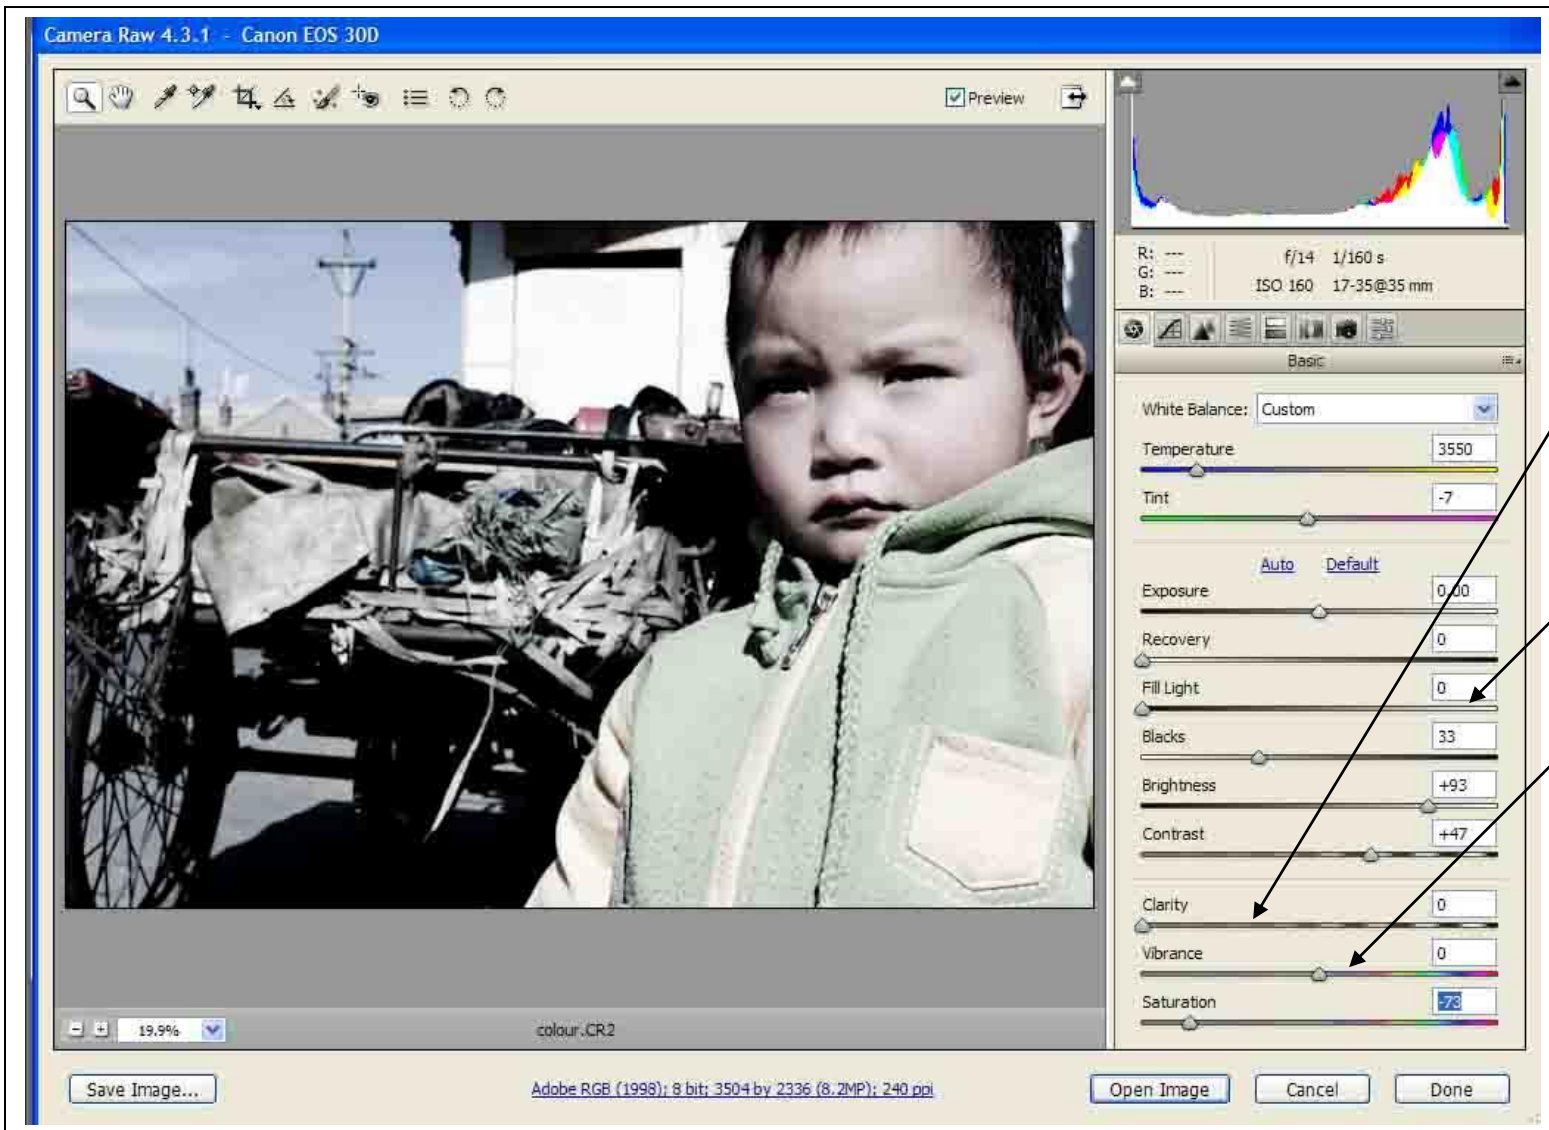 Camera Raw 4.3.1 - Canon EOS 30D
Preview
R: ---
G: ---
B: ---
f/14 1/160 s
ISO 160 17-35@35 mm
Basic
White Balance: Custom
Temperature 3550
Tint -7
Auto Default
Exposure 0.00
Recovery 0
Fill Light 0
Blacks 33
Brightness +93
Contrast +47
Clarity 0
Vibrance 0
Saturation -73
19.9% colour.CR2
Save Image... Adobe RGB (1998); 8 bit; 3504 by 2336 (8.2MP); 240 ppi Open Image Cancel Done